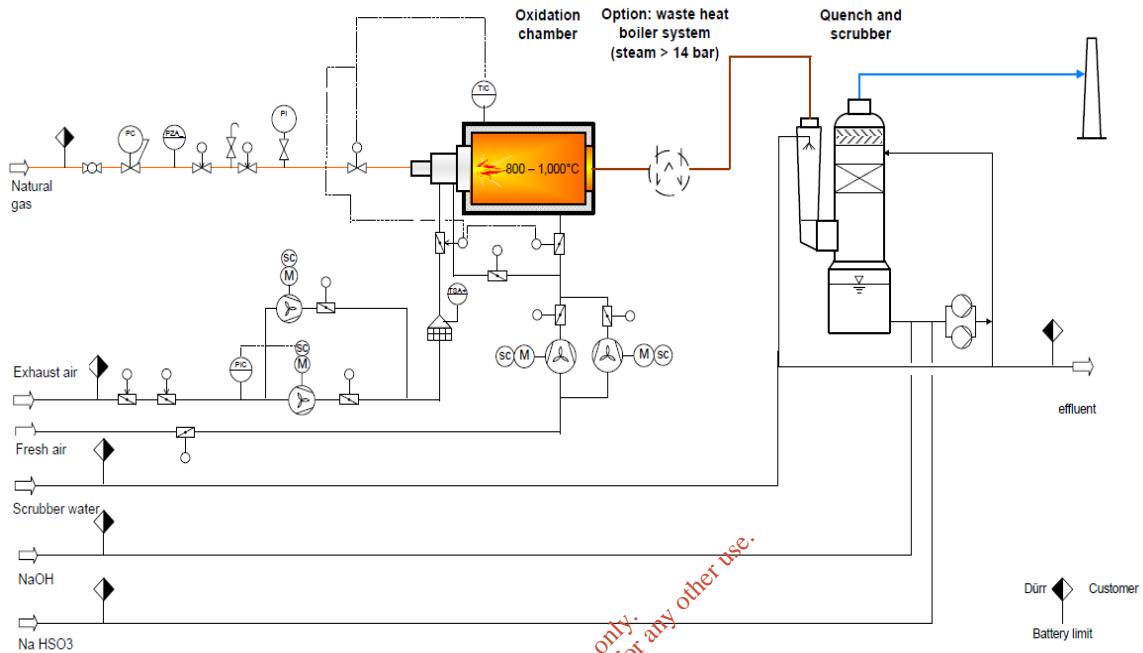 Oxidation
chamber
Option: waste heat
boiler system
(steam > 14 bar)
Quench and
scrubber
TIC
PC
PZA_
PI
Natural
gas
800 – 1,000°C
SC
M
TSA+
SC
M
PIC
SC M
M SC
Exhaust air
Fresh air
effluent
Scrubber water
NaOH
Na HSO3
only.
for any other use.
Dürr
Customer
Battery limit